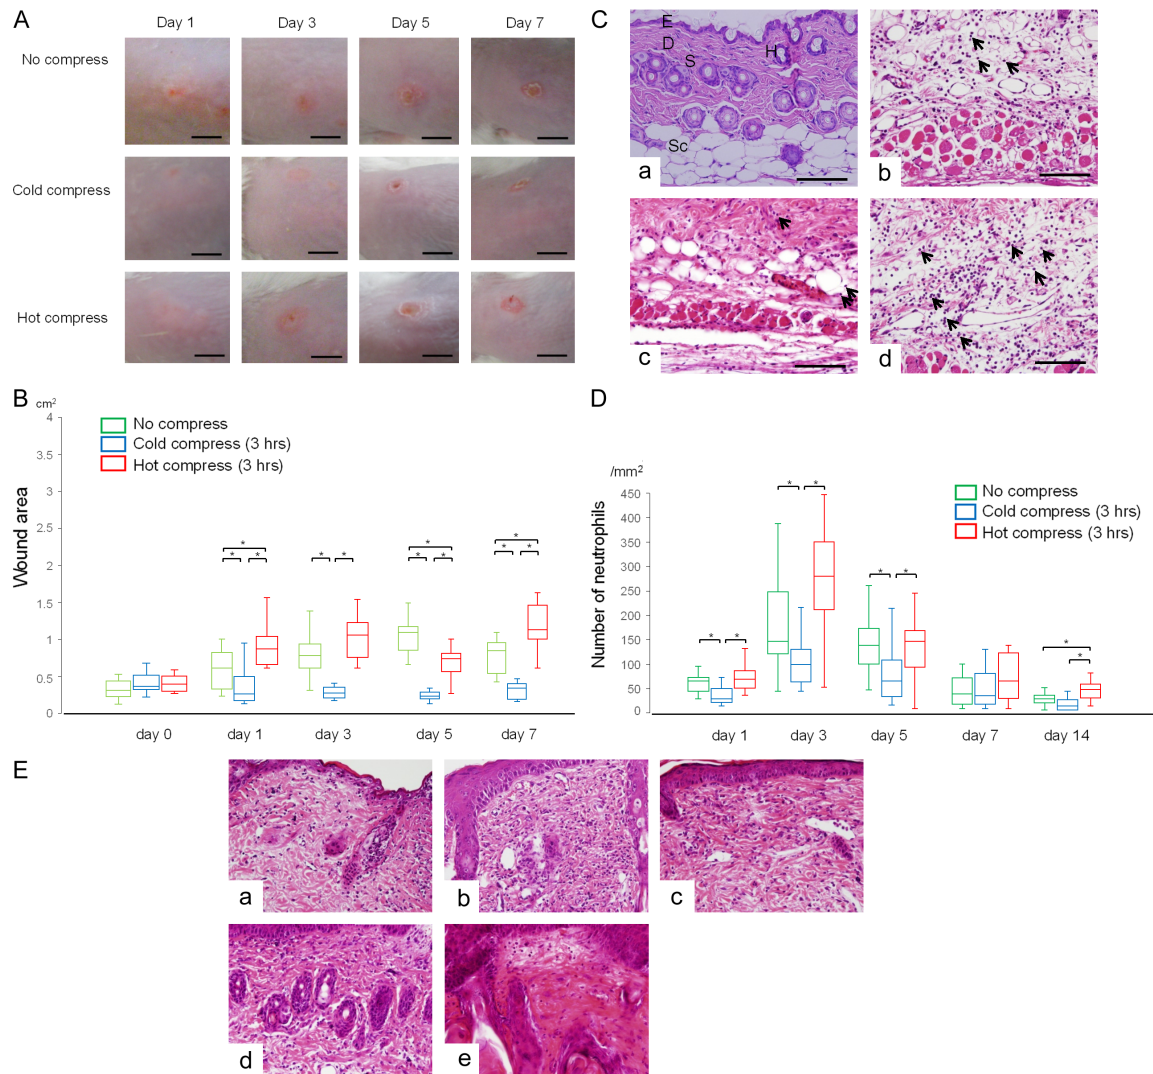 A
Day 1 Day 3 Day 5 Day 7
No compress
Cold compress
Hot compress
C
E
D
H
S
Sc
a
b
c
d
B
cm²
No compress
Cold compress (3 hrs)
Hot compress (3 hrs)
Wound area
4
3.5
3
2.5
2
1.5
1
0.5
0
* * *
* *
* * *
* * *
day 0 day 1 day 3 day 5 day 7
D
/mm²
No compress
Cold compress (3 hrs)
Hot compress (3 hrs)
Number of neutrophils
450
400
350
300
250
200
150
100
50
0
* *
* *
* *
* *
day 1 day 3 day 5 day 7 day 14
E
a
b
c
d
e